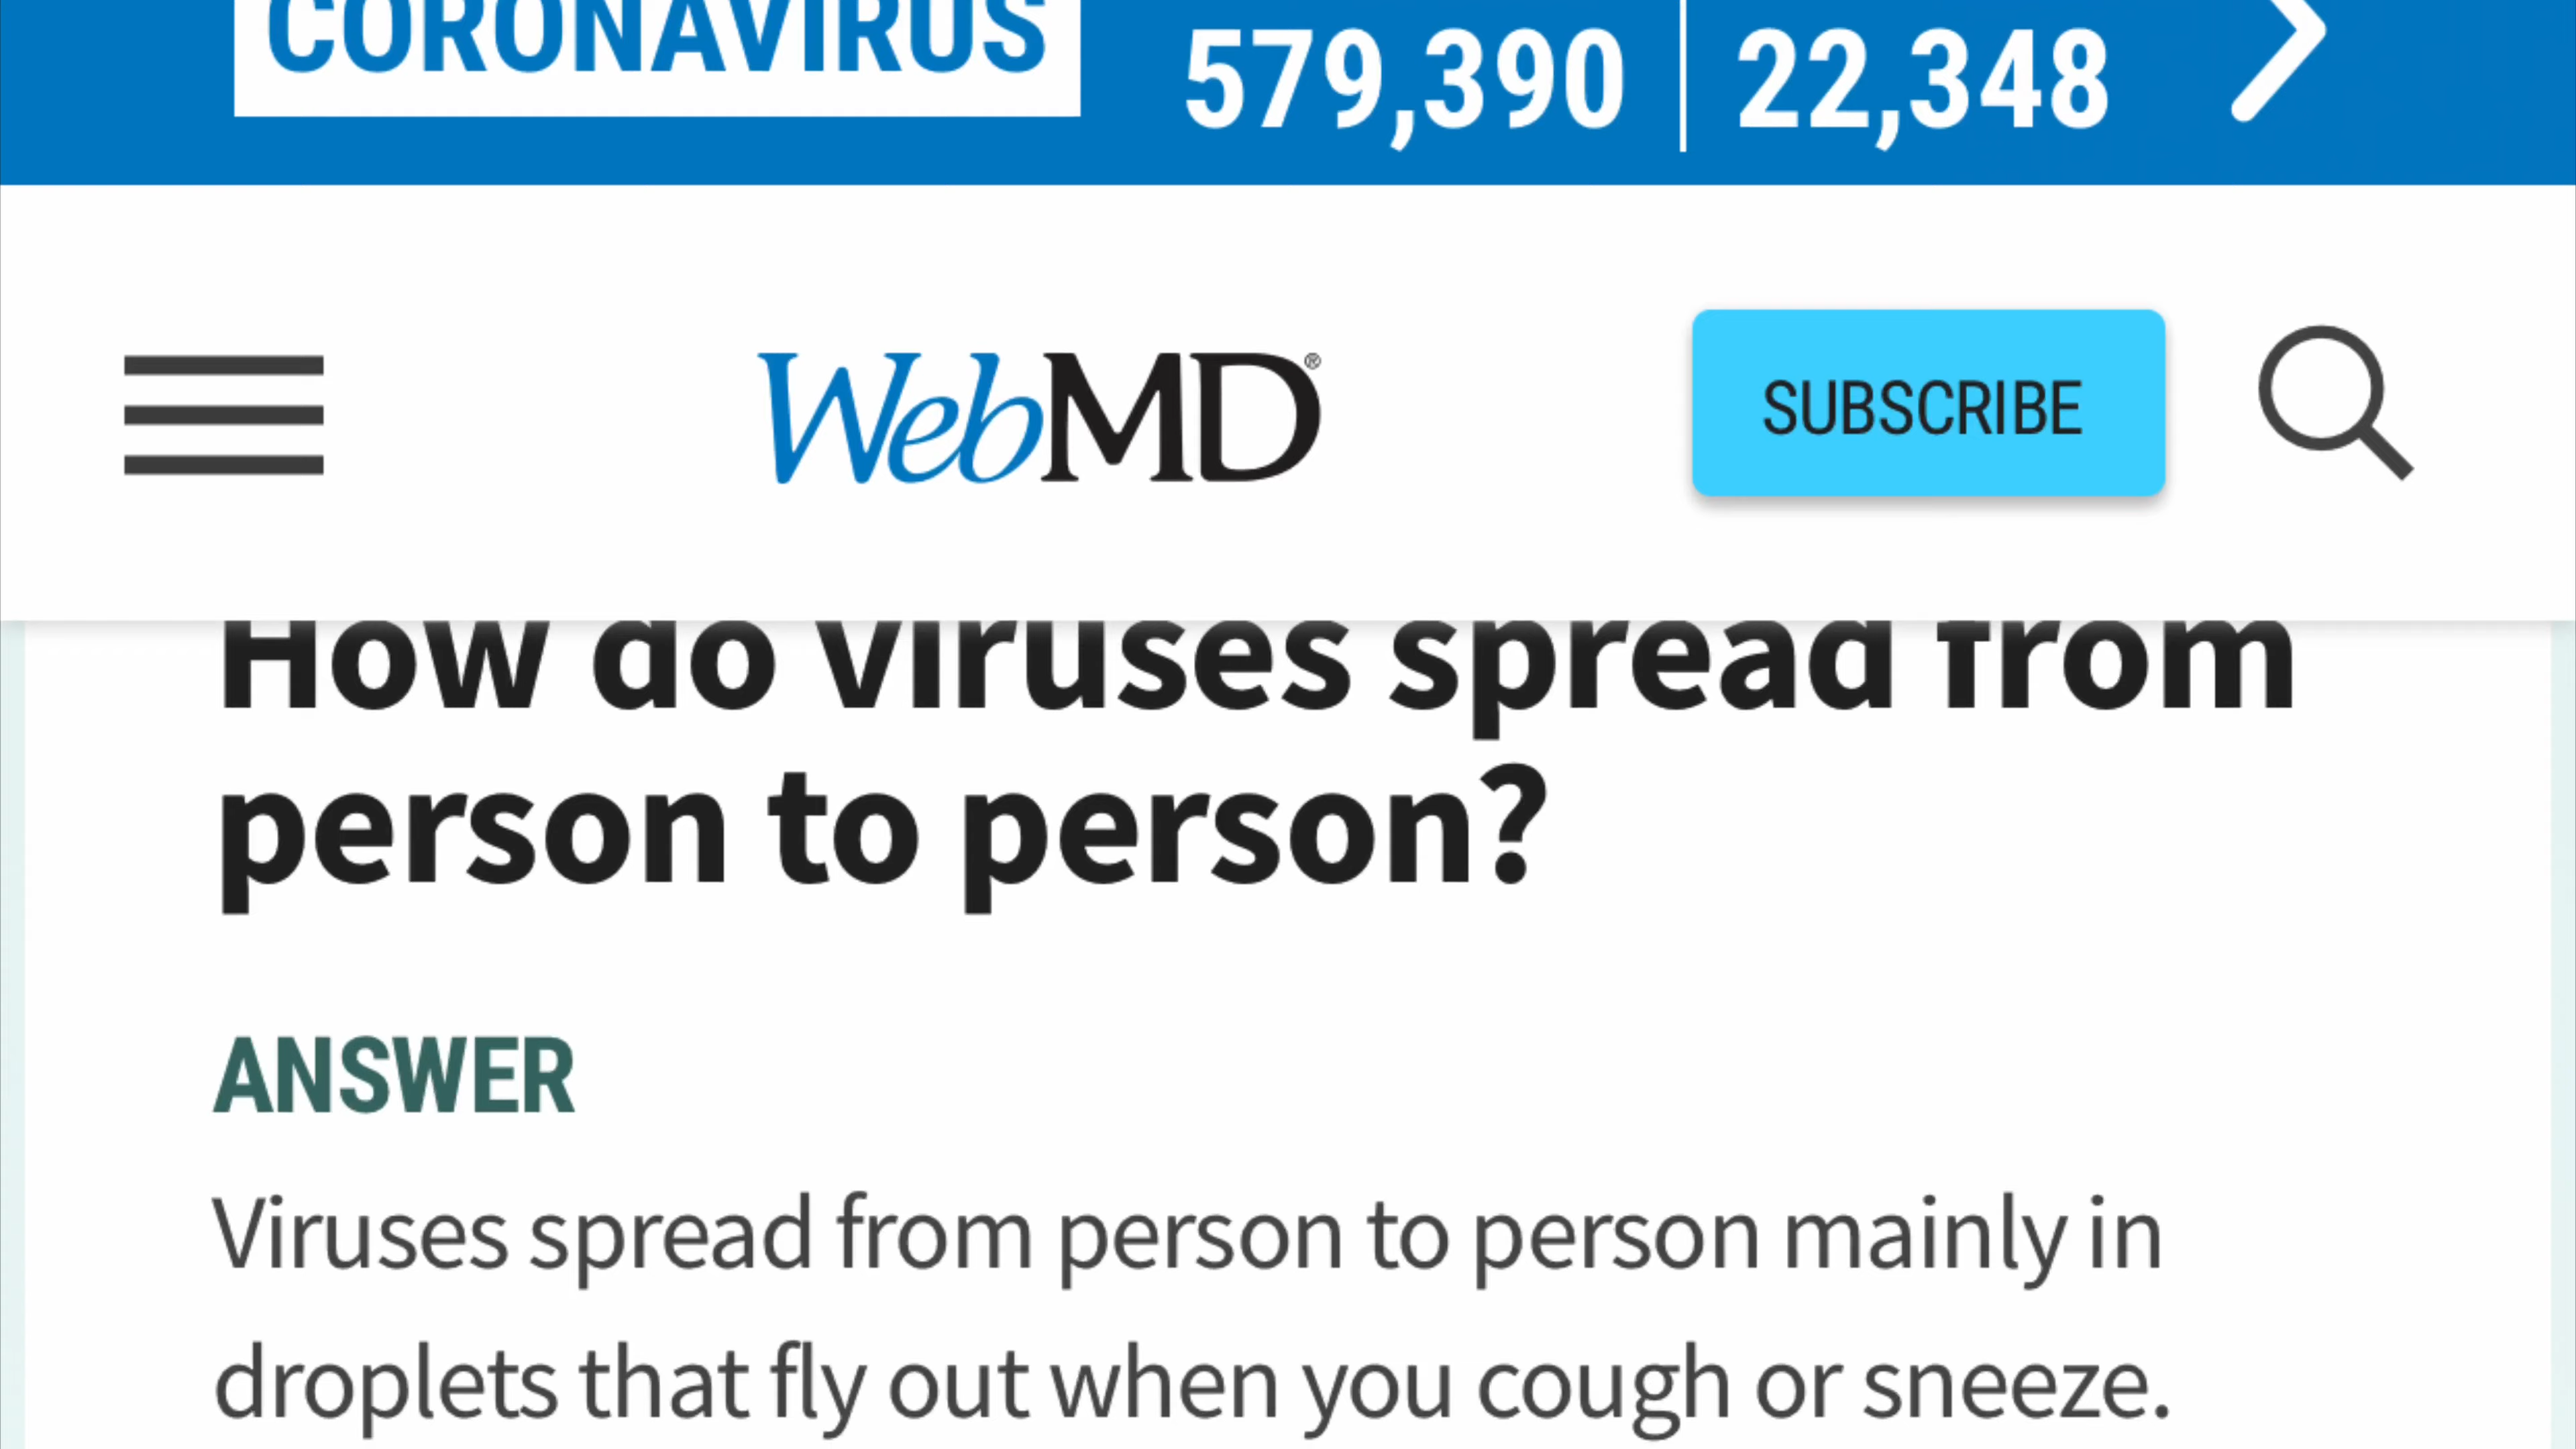 CORONAVIRUS
579,390
22,348
WebMD®
SUBSCRIBE
How do viruses spread from
person to person?
ANSWER
Viruses spread from person to person mainly in
droplets that fly out when you cough or sneeze.